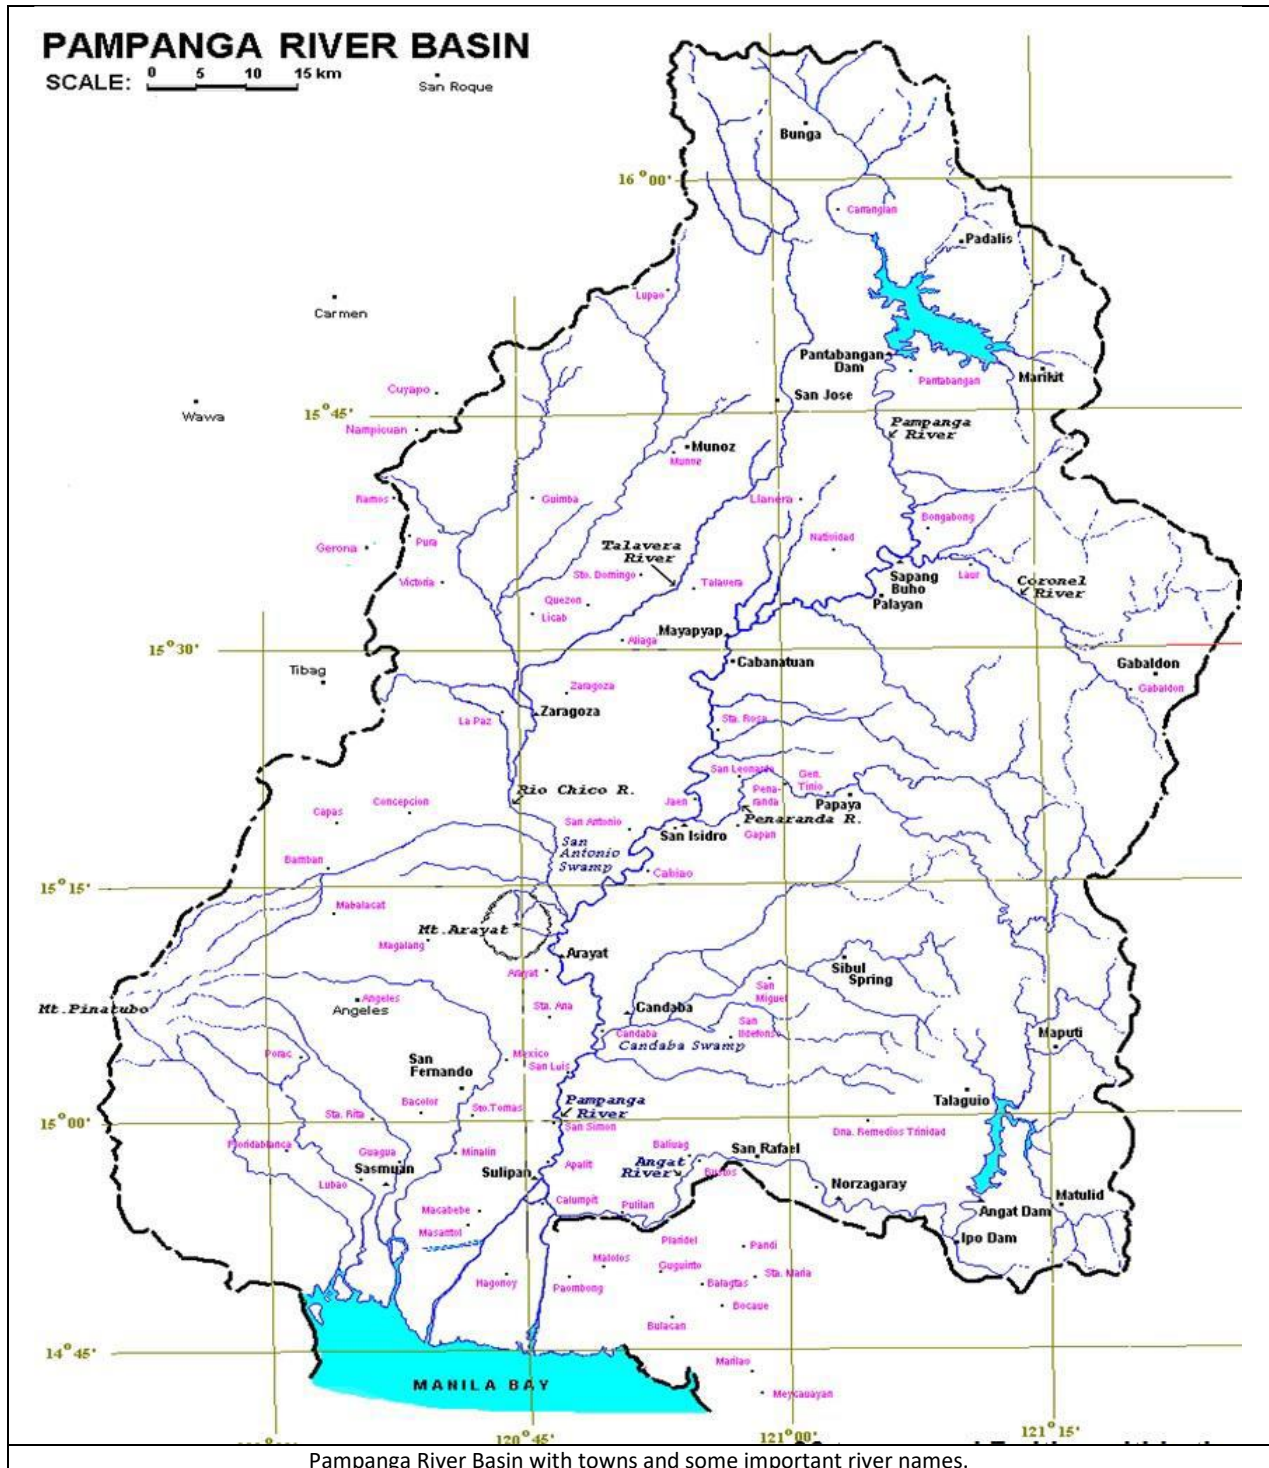 PAMPANGA RIVER BASIN
SCALE: 0 5 10 15 km
San Roque
Bunga
16°00'
Carranglan
Padalis
Lupao
Carmen
Pantabangan
Dam
Pantabangan
Marikit
Cuyapo
San Jose
Wawa
15°45'
Nampicuan
Pampanga
River
Munoz
Munoz
Ramos
Guimba
Llanera
Bongabong
Gerona
Pura
Talavera
River
Natividad
Victoria
Sto. Domingo
Talavera
Sapang
Buho
Laur
Coronel
River
Quezon
Licab
Palayan
Aliaga
Mayapyap
15°30'
Cabanatuan
Gabaldon
Tibag
Gabaldon
Zaragoza
La Paz
Zaragoza
Sta. Rosa
San Leonardo
Gen.
Tinio
Rio Chico R.
Pena-
randa
Papaya
Concepcion
Capas
Jaen
Penaranda R.
San Antonio
San Isidro
Gapan
San
Antonio
Swamp
Bamban
Cabiao
15°15'
Mabalacat
Mt.Arayat
Magalang
Arayat
Arayat
Sibul
Spring
San
Miguel
Mt.Pinatubo
Angeles
Angeles
Sta. Ana
Candaba
San
Ildefonso
Candaba
Candaba Swamp
Maputi
Porac
San
Fernando
Mexico
San Luis
Talaguio
Bacolor
Sto.Tomas
Pampanga
River
Sta. Rita
15°00'
San Simon
Dna. Remedios Trinidad
Floridablanca
Guagua
Minalin
Baliuag
San Rafael
Sasmuan
Sulipan
Apalit
Angat
River
Bustos
Lubao
Norzagaray
Matulid
Macabebe
Calumpit
Pulilan
Angat Dam
Masantol
Plaridel
Pandi
Ipo Dam
Hagonoy
Malolos
Paombong
Guguinto
Balagtas
Sta. Maria
Bocaue
Bulacan
14°45'
Marilao
MANILA BAY
Meycauayan
120°45'
121°00'
121°15'
Pampanga River Basin with towns and some important river names.